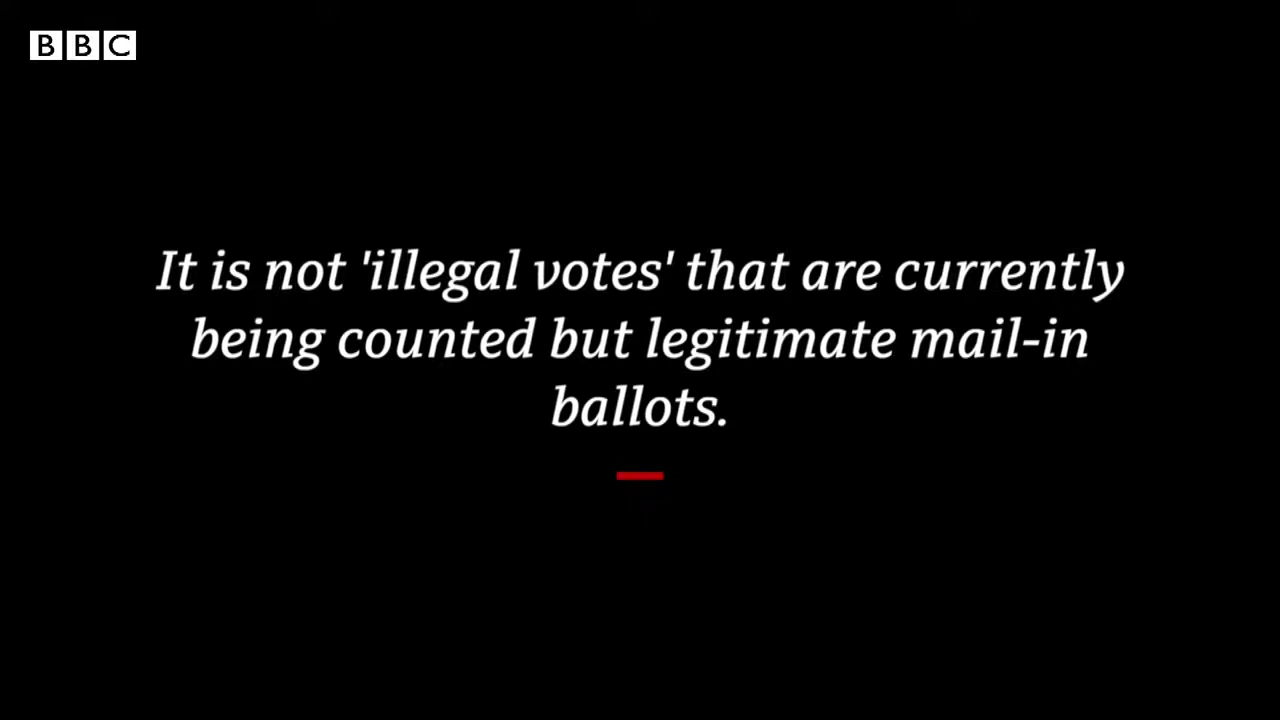 BBC
It is not 'illegal votes' that are currently
being counted but legitimate mail-in
ballots.